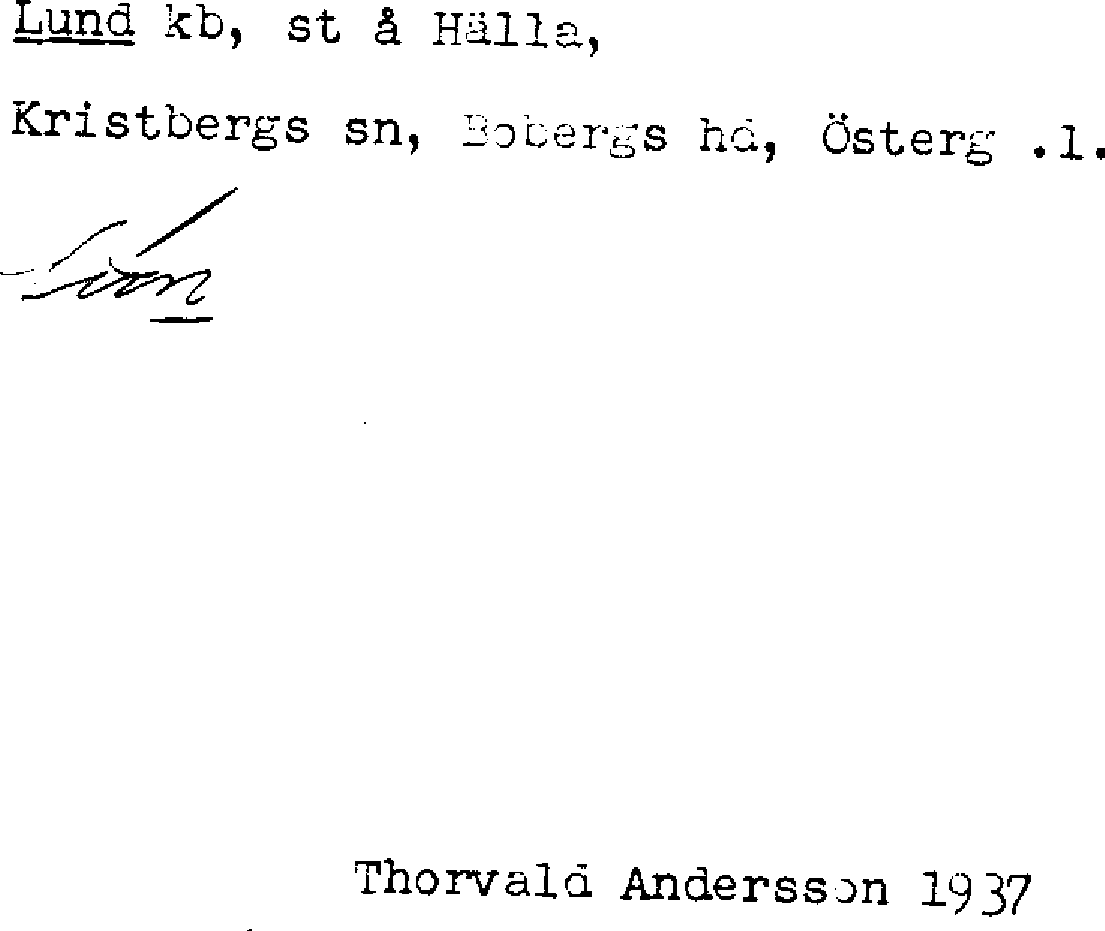 Lund kb, st å Hälla,
Kristbergs sn, Bobergs hd, Österg .l.
Thorvald Andersson 1937